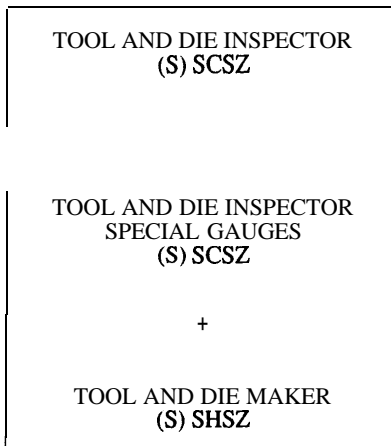 TOOL AND DIE INSPECTOR
(S) SCSZ
TOOL AND DIE INSPECTOR
SPECIAL GAUGES
(S) SCSZ
+
TOOL AND DIE MAKER
(S) SHSZ